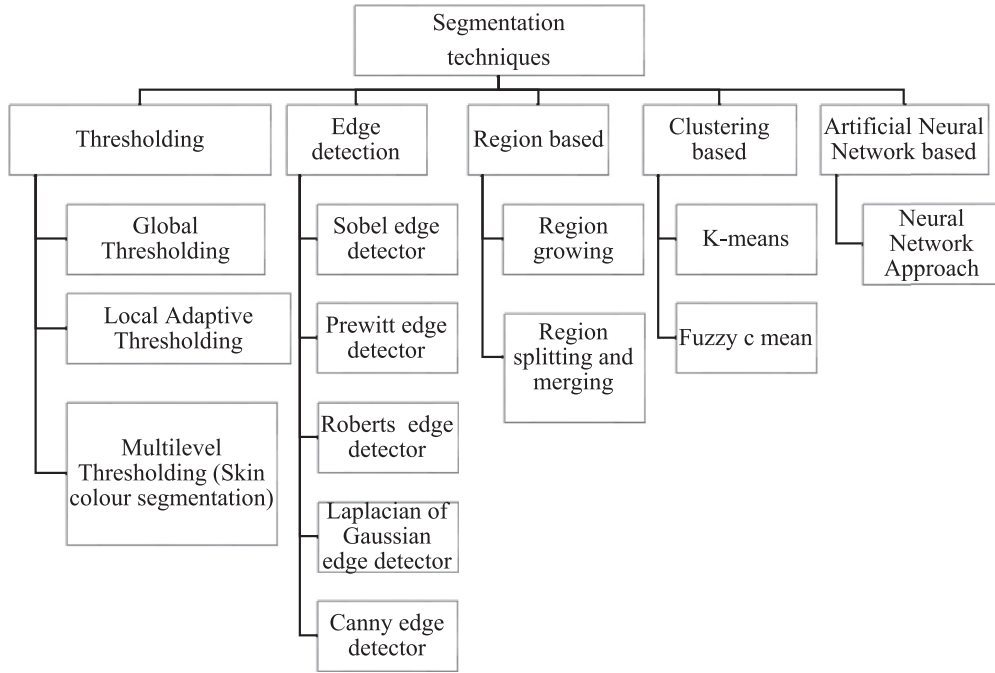 Segmentation
techniques
Thresholding
Edge
detection
Region based
Clustering
based
Artificial Neural
Network based
Global
Thresholding
Local Adaptive
Thresholding
Multilevel
Thresholding (Skin
colour segmentation)
Sobel edge
detector
Prewitt edge
detector
Roberts edge
detector
Laplacian of
Gaussian
edge detector
Canny edge
detector
Region
growing
Region
splitting and
merging
K-means
Fuzzy c mean
Neural
Network
Approach